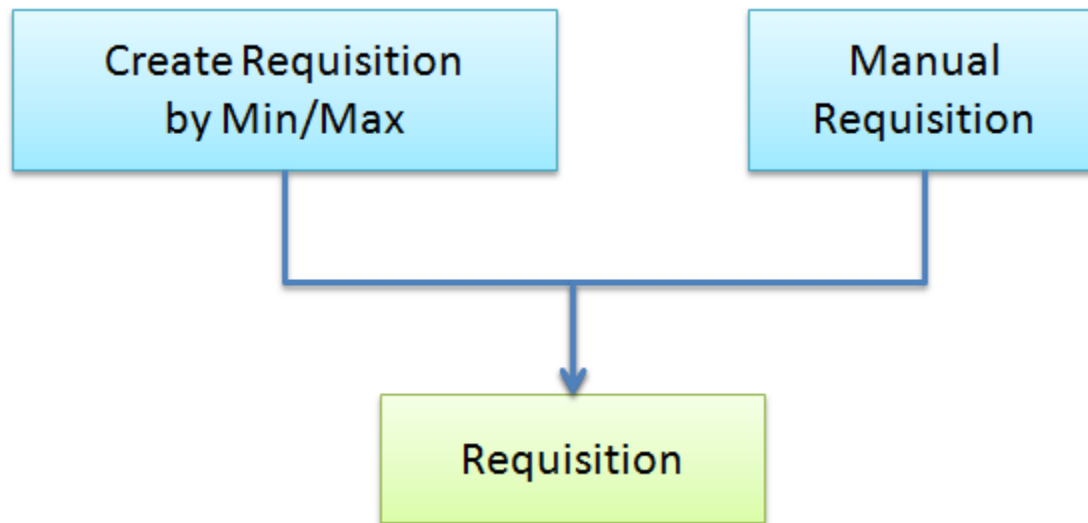 Create Requisition
by Min/Max
Manual
Requisition
Requisition